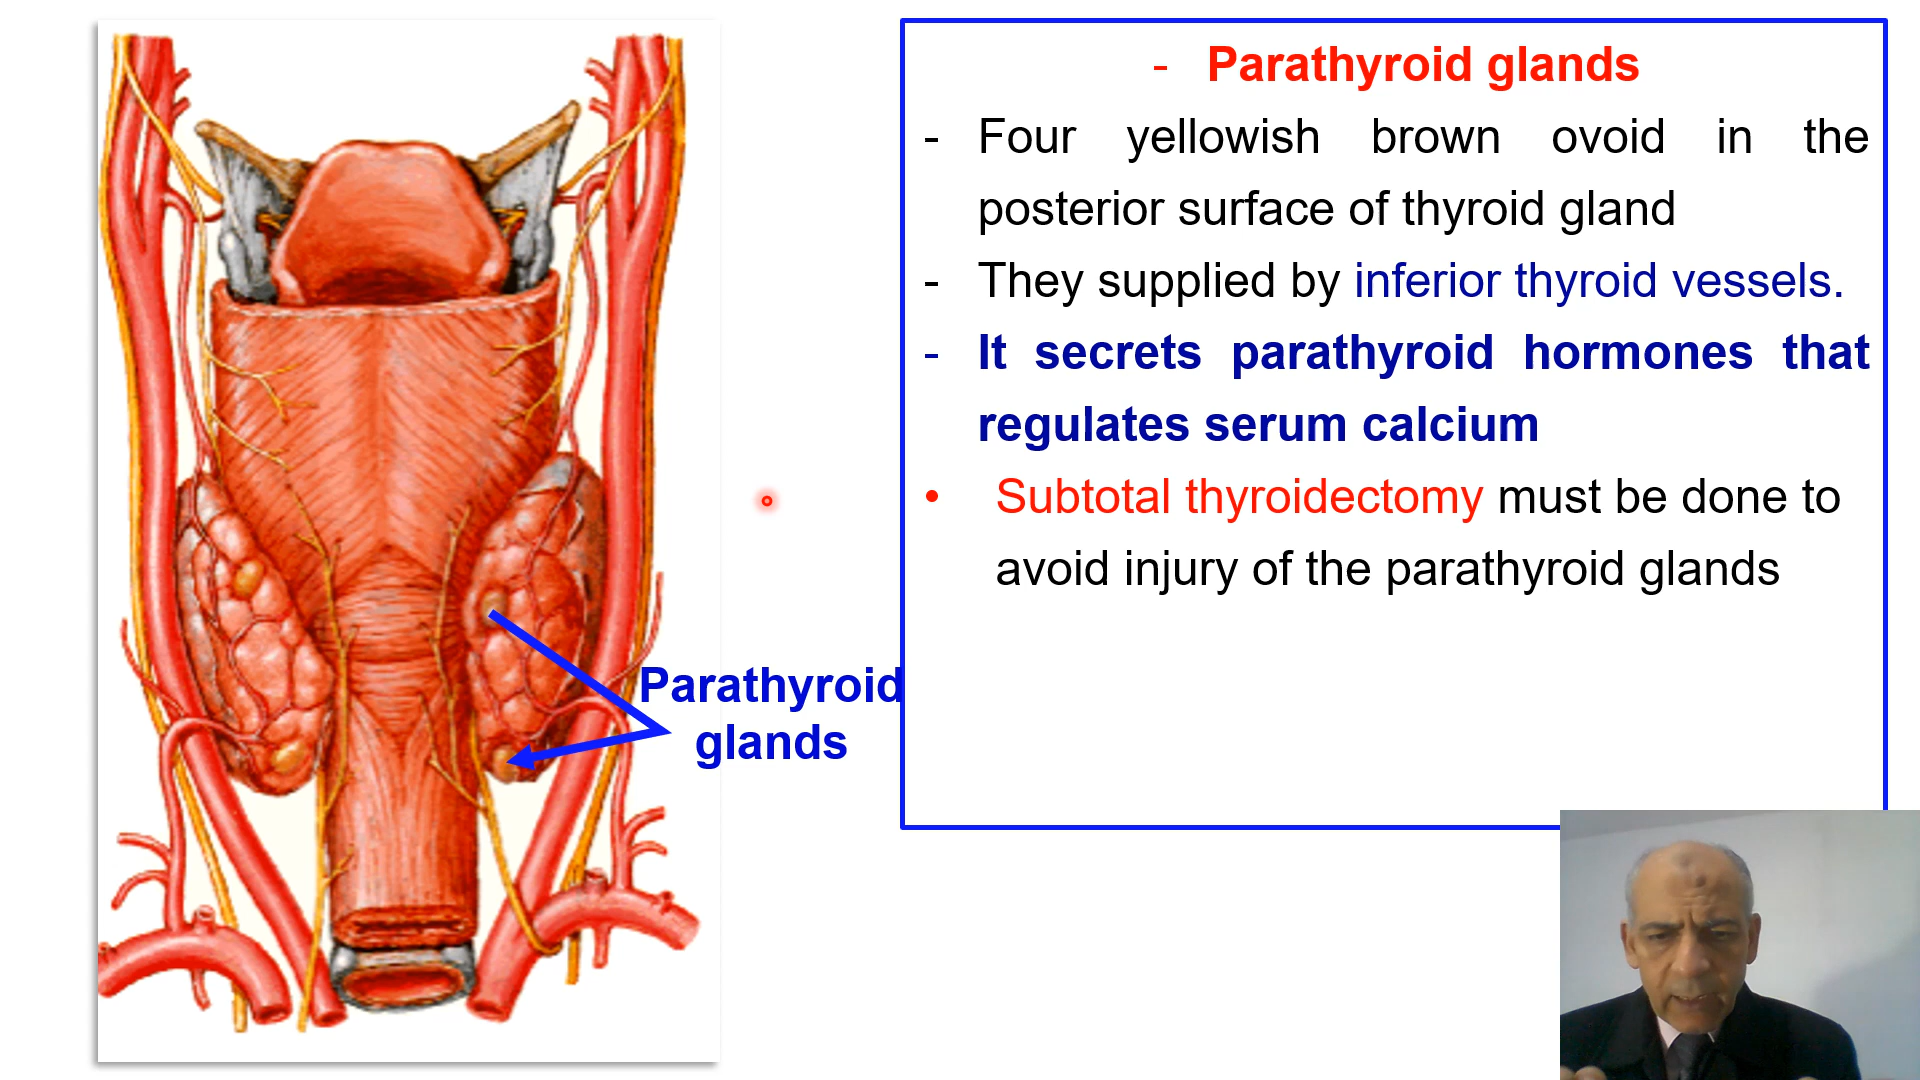 - Parathyroid glands
- Four yellowish brown ovoid in the
posterior surface of thyroid gland
- They supplied by inferior thyroid vessels.
- It secrets parathyroid hormones that
regulates serum calcium
• Subtotal thyroidectomy must be done to
avoid injury of the parathyroid glands
Parathyroid
glands